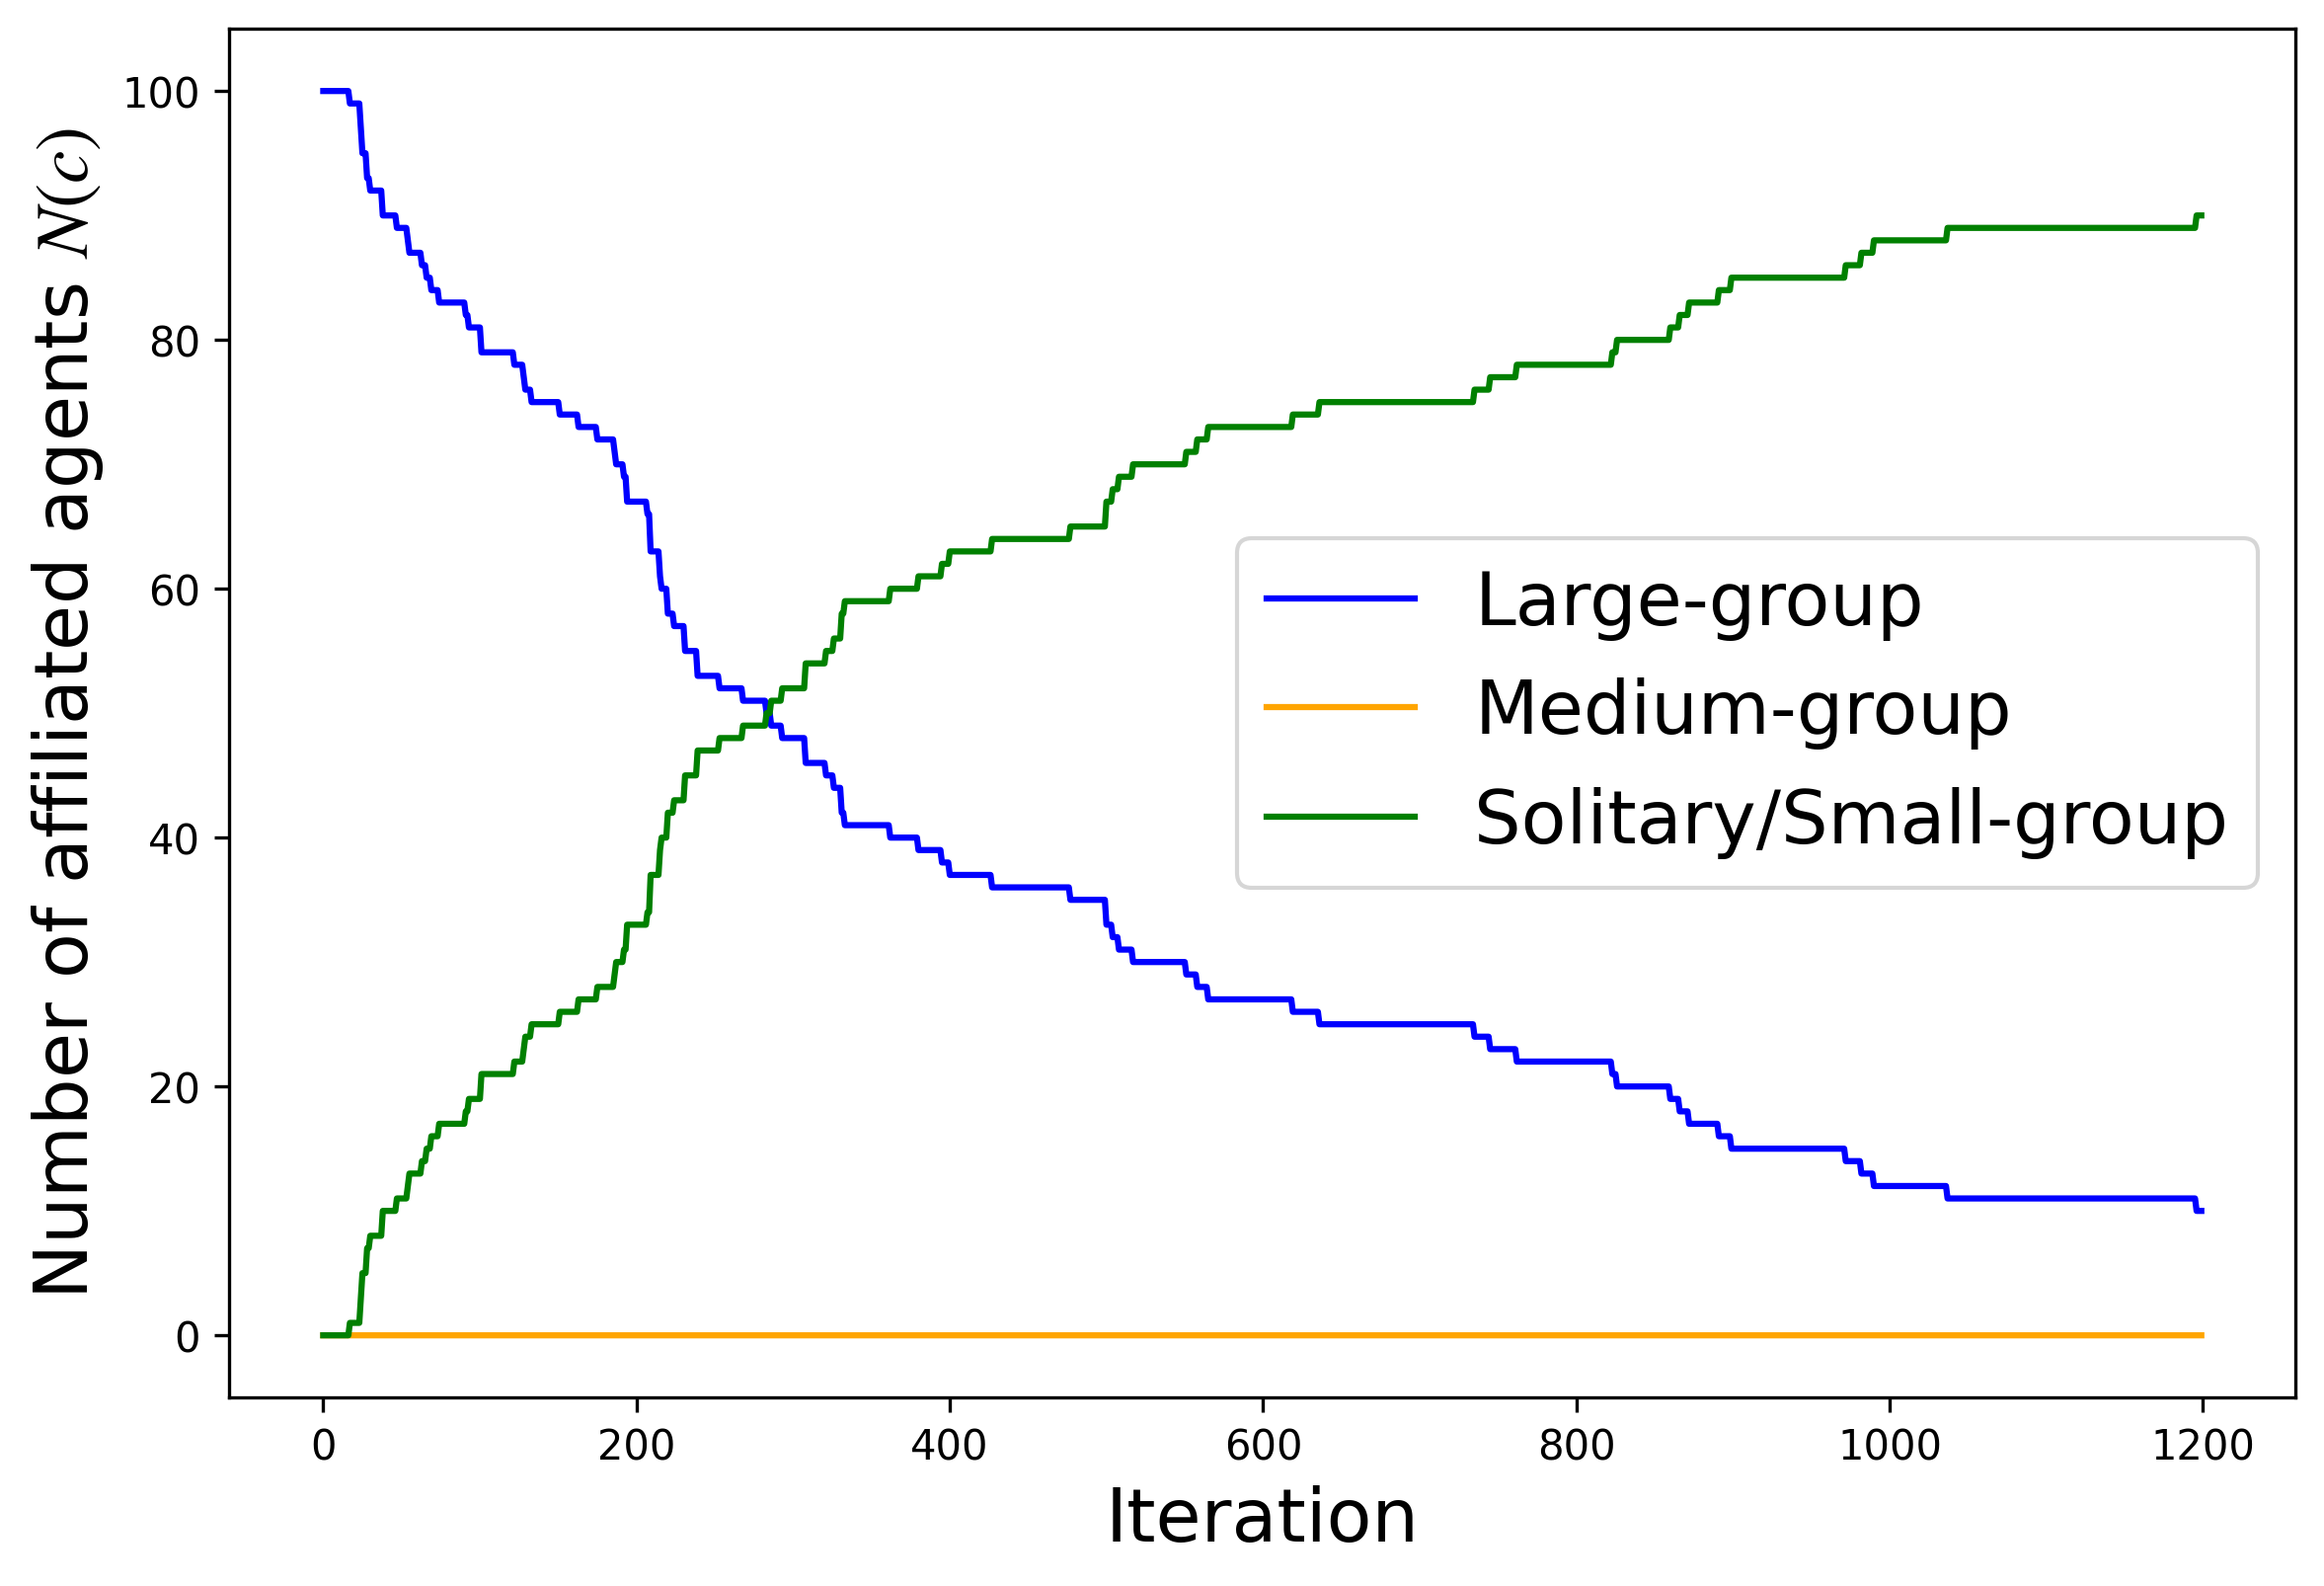 Number of affiliated agents N(c)
100
80
60
40
20
0
Large-group
Medium-group
Solitary/Small-group
0 200 400 600 800 1000 1200
Iteration